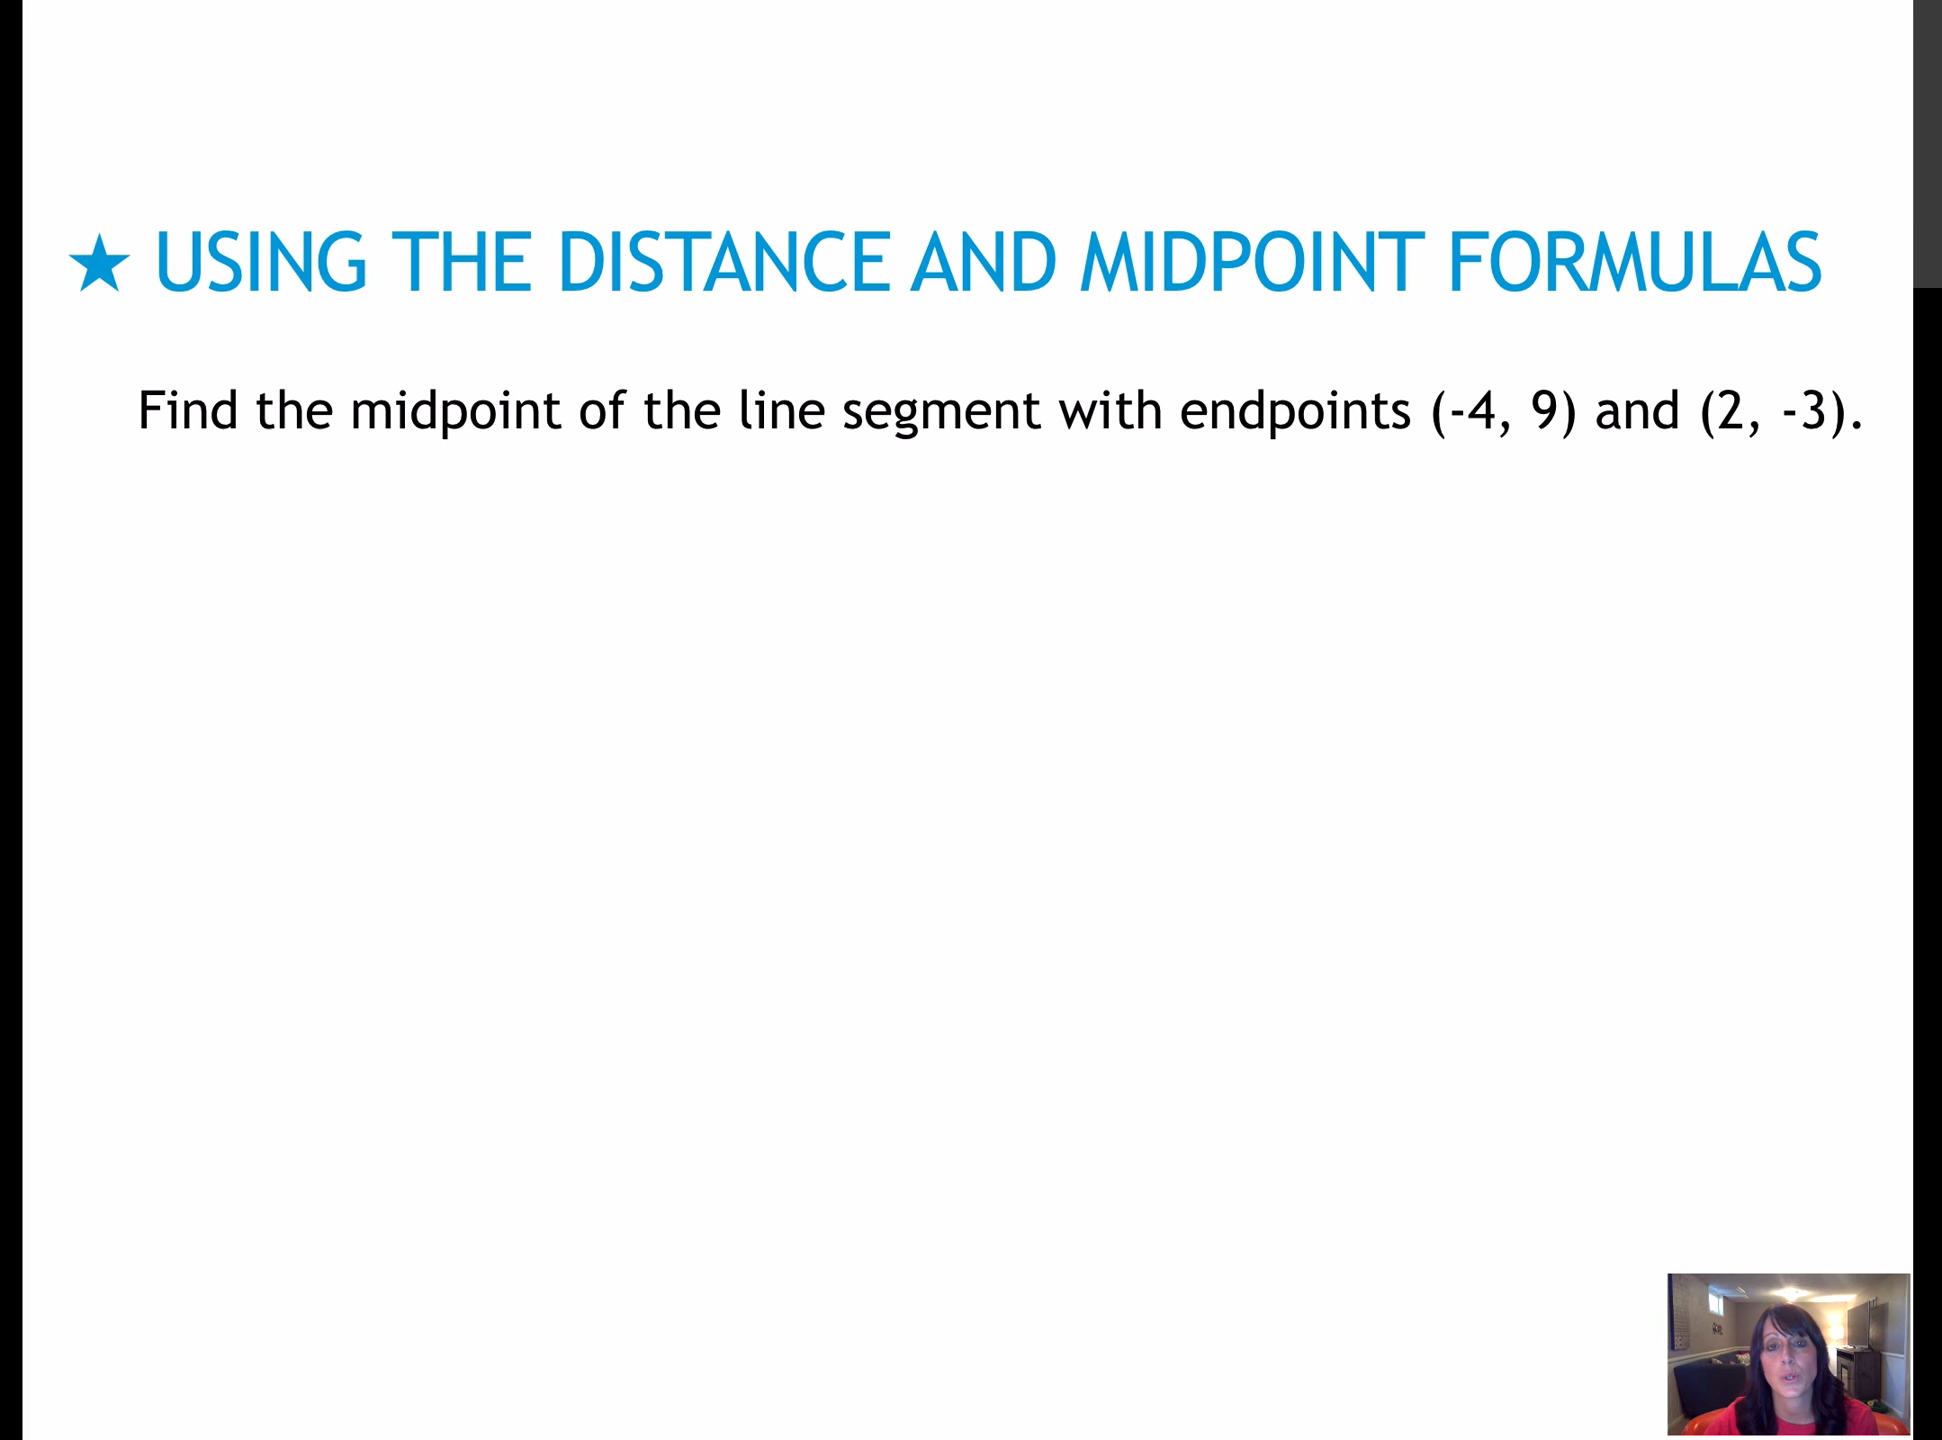 ★ USING THE DISTANCE AND MIDPOINT FORMULAS
Find the midpoint of the line segment with endpoints (-4, 9) and (2, -3).